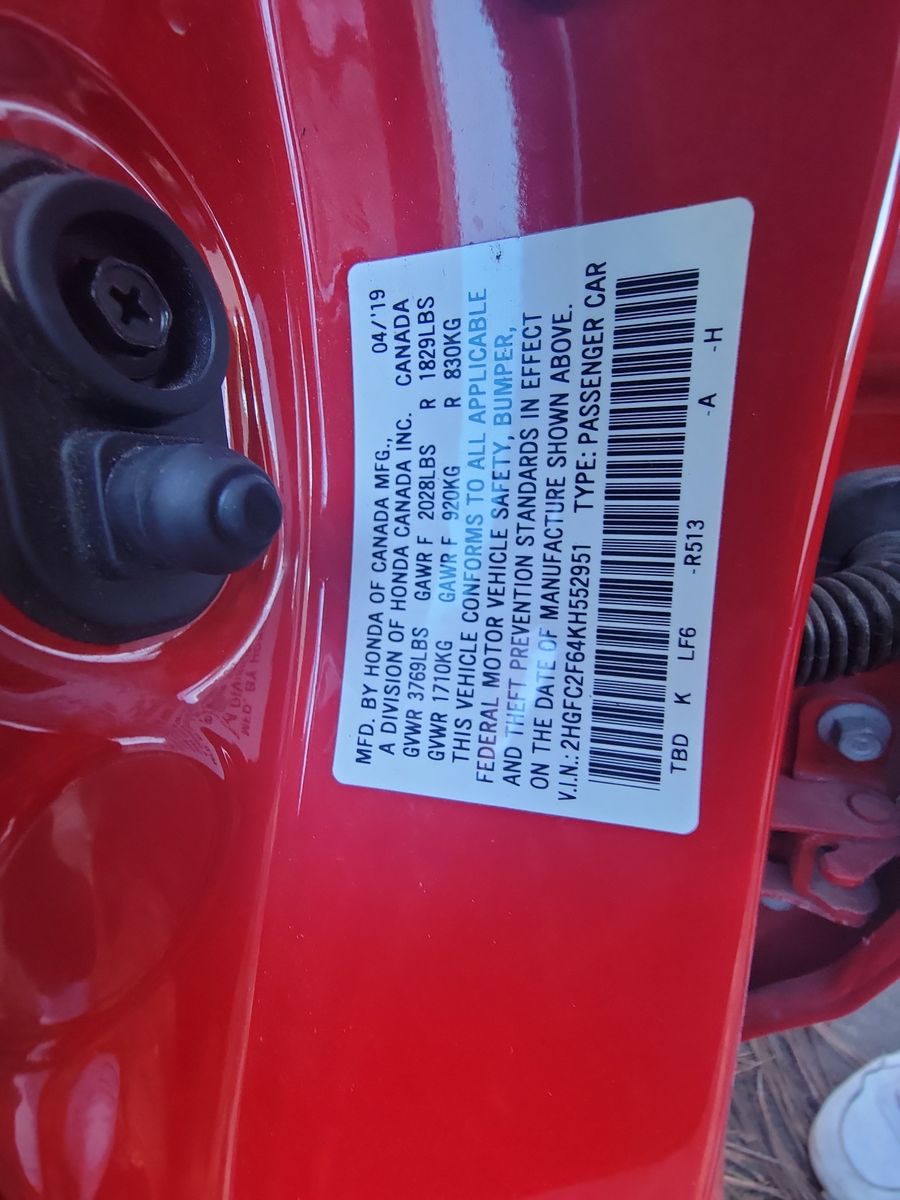 MFD. BY HONDA OF CANADA MFG., 04/'19
A DIVISION OF HONDA CANADA INC. CANADA
GVWR 3769LBS GAWR F 2028LBS R 1829LBS
GVWR 1710KG GAWR F 920KG R 830KG
THIS VEHICLE CONFORMS TO ALL APPLICABLE
FEDERAL MOTOR VEHICLE SAFETY, BUMPER,
AND THEFT PREVENTION STANDARDS IN EFFECT
ON THE DATE OF MANUFACTURE SHOWN ABOVE.
V.I.N.: 2HGFC2F64KH552951 TYPE: PASSENGER CAR
TBD K LF6 -R513 -A -H